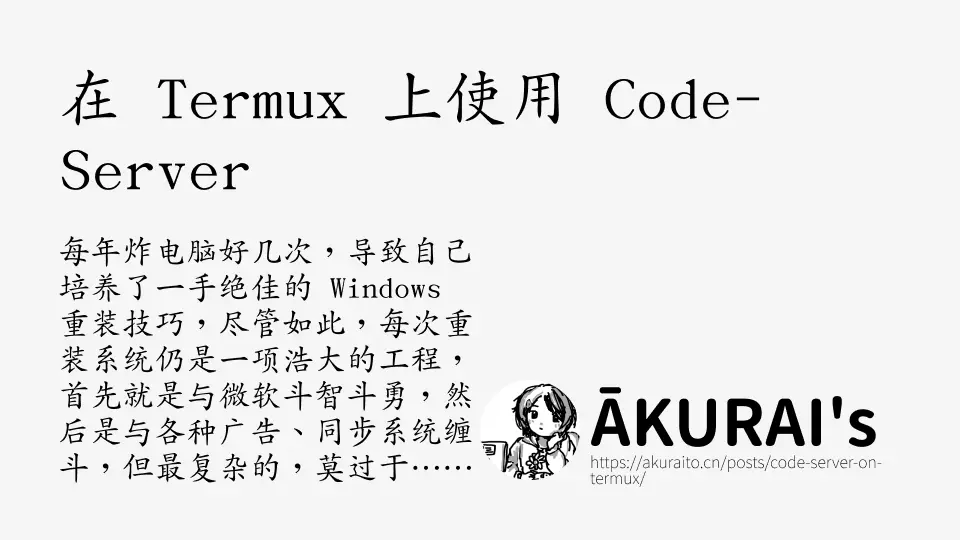 在 Termux 上使用 Code-
Server
每年炸电脑好几次，导致自己
培养了一手绝佳的 Windows
重装技巧，尽管如此，每次重
装系统仍是一项浩大的工程，
首先就是与微软斗智斗勇，然
后是与各种广告、同步系统缠
斗，但最复杂的，莫过于……
ĀKURAI's
https://akuraito.cn/posts/code-server-on-
termux/